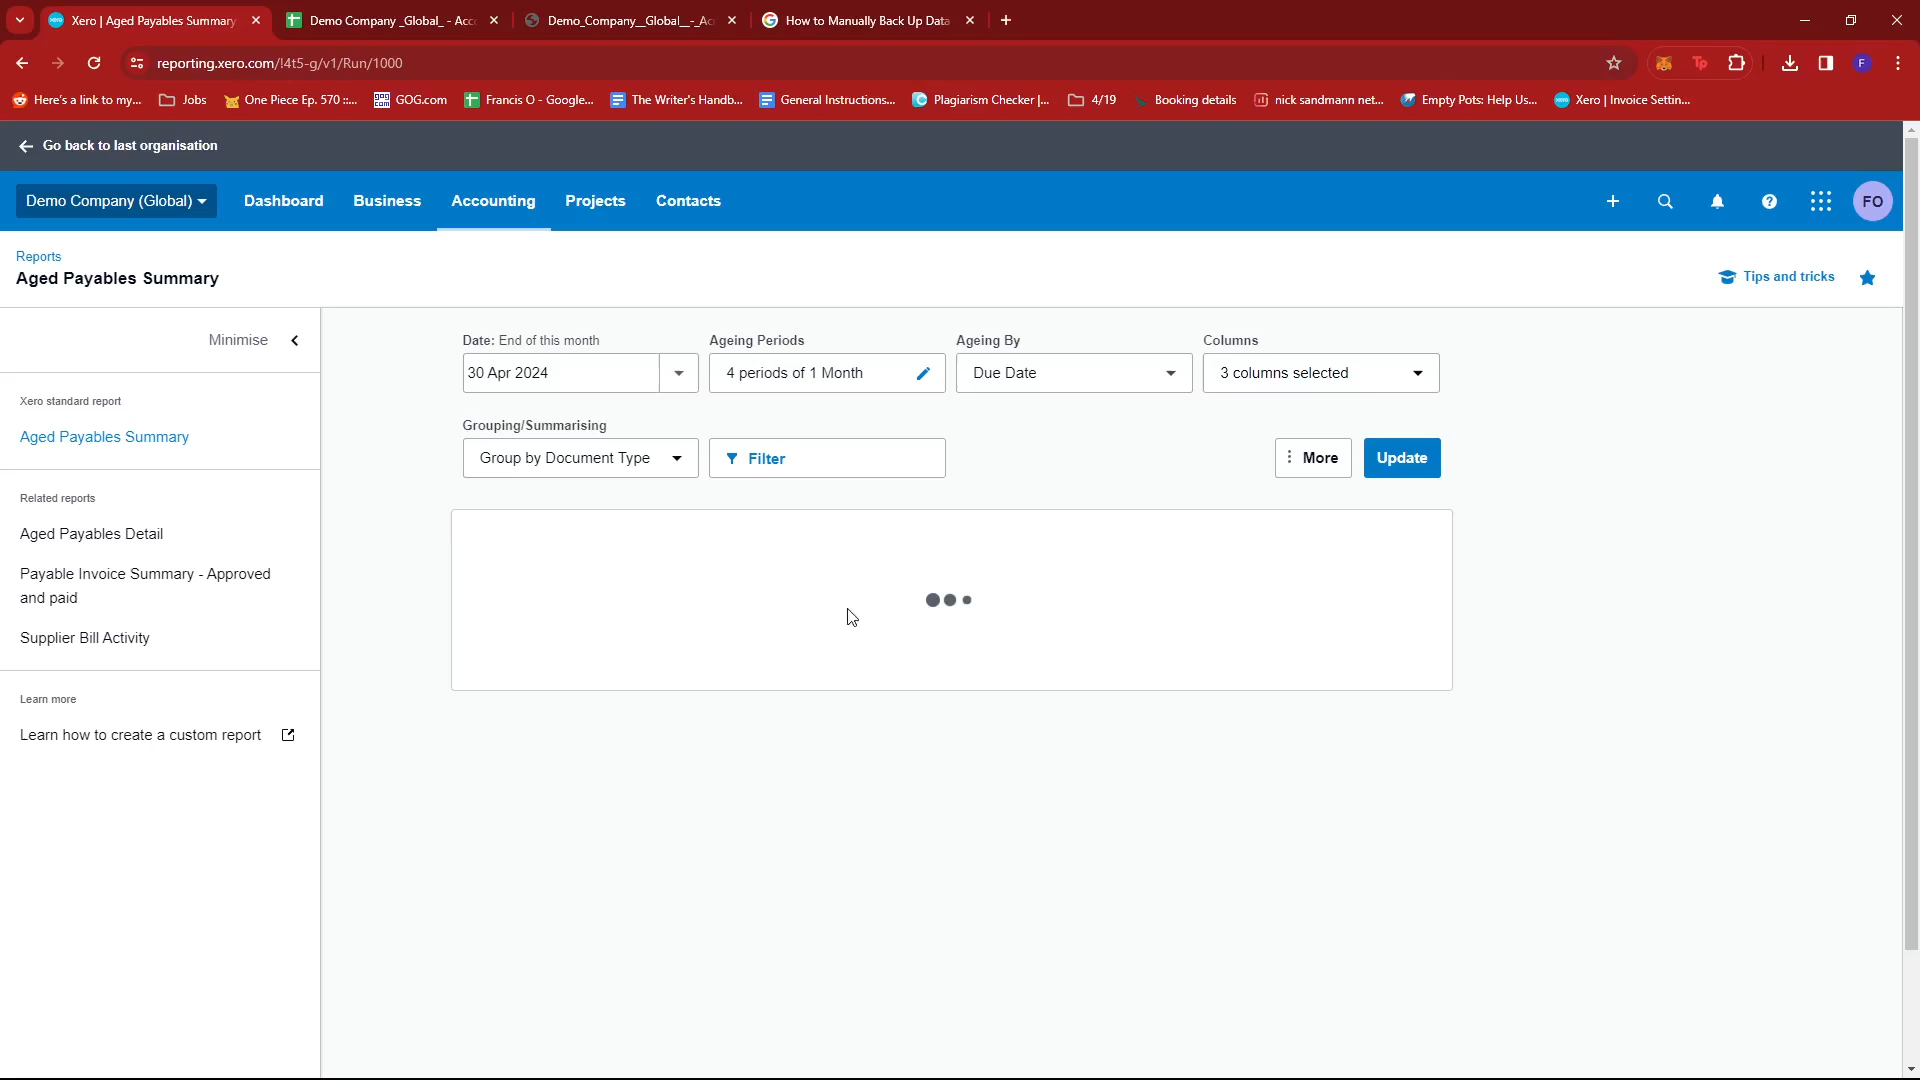 Xero | Aged Payables Summary
Demo Company _Global_ - Acc
Demo_Company__Global__-_Ac
How to Manually Back Up Data
reporting.xero.com/!4t5-g/v1/Run/1000
Tp
F
Here's a link to my...
Jobs
One Piece Ep. 570 ::...
GOG.com
Francis O - Google...
The Writer's Handb...
General Instructions...
Plagiarism Checker |...
4/19
Booking details
nick sandmann net...
Empty Pots: Help Us...
Xero | Invoice Settin...
Go back to last organisation
Demo Company (Global)
Dashboard
Business
Accounting
Projects
Contacts
FO
Reports
Aged Payables Summary
Tips and tricks
Minimise
Xero standard report
Aged Payables Summary
Related reports
Aged Payables Detail
Payable Invoice Summary - Approved
and paid
Supplier Bill Activity
Learn more
Learn how to create a custom report
Date: End of this month
30 Apr 2024
Ageing Periods
4 periods of 1 Month
Ageing By
Due Date
Columns
3 columns selected
Grouping/Summarising
Group by Document Type
Filter
More
Update